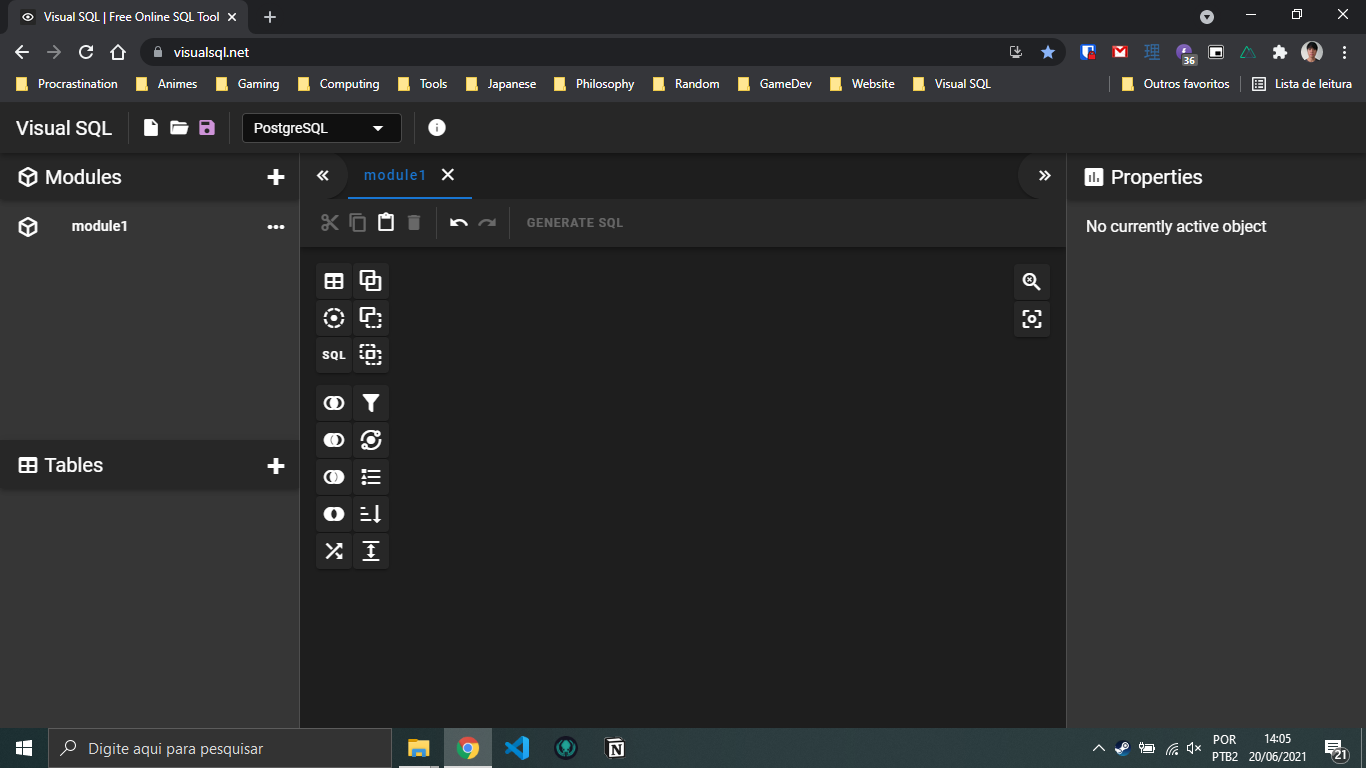 Visual SQL | Free Online SQL Tool
visualsql.net
36
Procrastination Animes Gaming Computing Tools Japanese Philosophy Random GameDev Website Visual SQL Outros favoritos Lista de leitura
Visual SQL PostgreSQL
Modules
module1
Properties
module1
GENERATE SQL
No currently active object
SQL
Tables
Digite aqui para pesquisar
POR
PTB2
14:05
20/06/2021
21